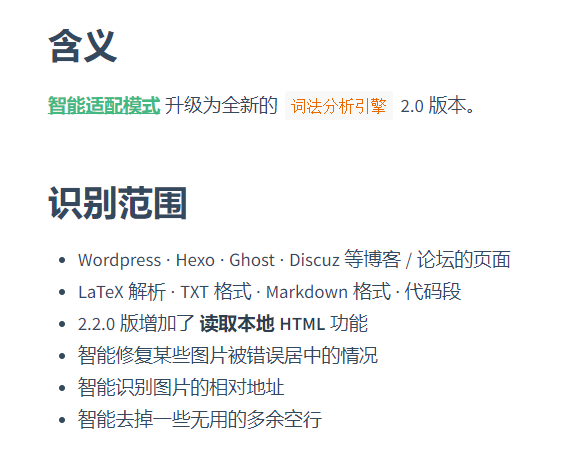 含义
智能适配模式 升级为全新的 词法分析引擎 2.0 版本。
识别范围
• Wordpress · Hexo · Ghost · Discuz 等博客 / 论坛的页面
• LaTeX 解析 · TXT 格式 · Markdown 格式 · 代码段
• 2.2.0 版增加了 读取本地 HTML 功能
• 智能修复某些图片被错误居中的情况
• 智能识别图片的相对地址
• 智能去掉一些无用的多余空行